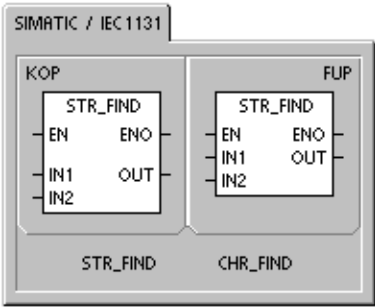 SIMATIC / IEC1131
KOP FUP
STR_FIND STR_FIND
EN ENO EN ENO
IN1 OUT IN1 OUT
IN2 IN2
STR_FIND CHR_FIND